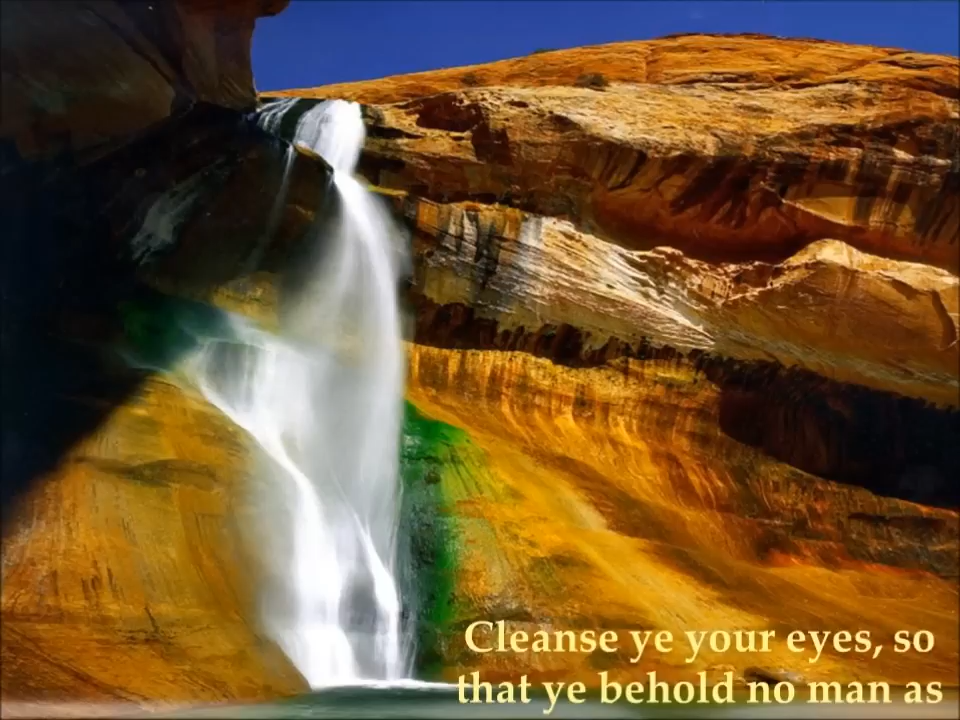 Cleanse ye your eyes, so
that ye behold no man as